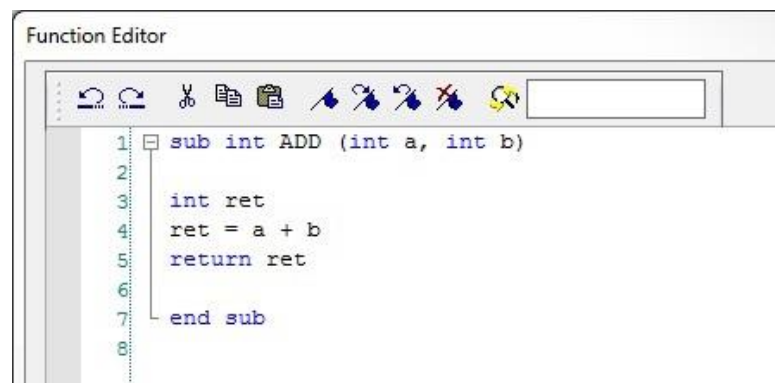 Function Editor
1 sub int ADD (int a, int b)
2
3 int ret
4 ret = a + b
5 return ret
6
7 end sub
8